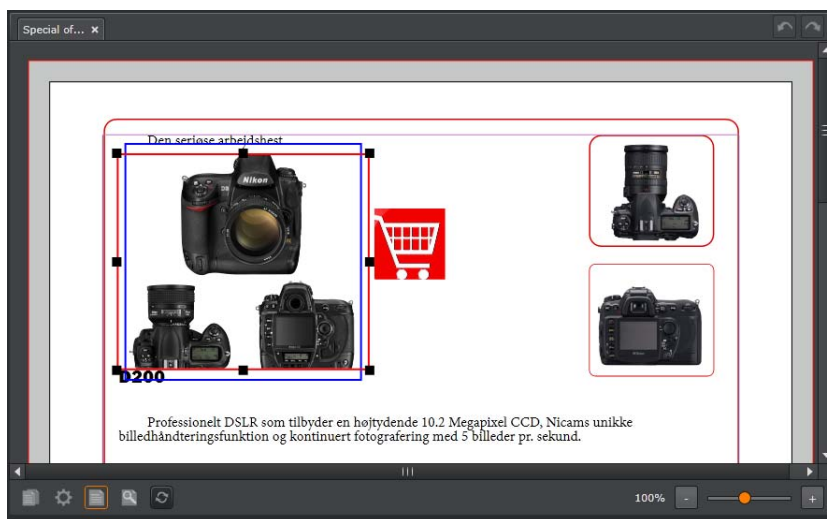 Special of... ×
Den seriøse arbejdshest
Nikon
D200
Professionelt DSLR som tilbyder en højtydende 10.2 Megapixel CCD, Nicams unikke
billedhåndteringsfunktion og kontinuert fotografering med 5 billeder pr. sekund.
100% - +